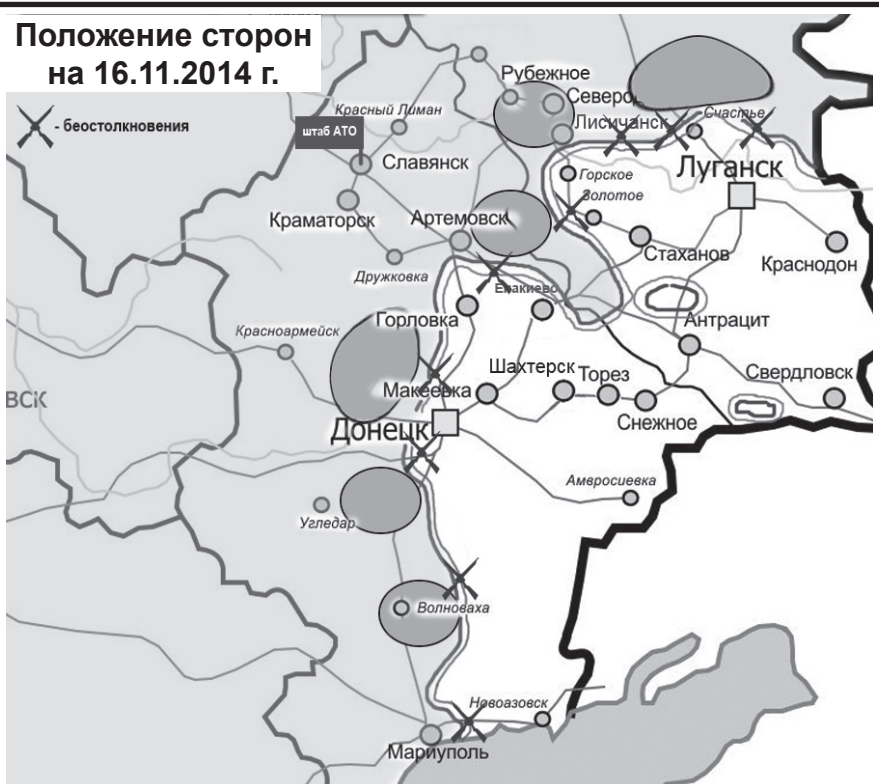 Положение сторон
на 16.11.2014 г.
- беостолкновения
штаб АТО
Рубежное
Северод
Красный Лиман
Лисичанск
Счастье
Славянск
Луганск
Горское
Золотое
Краматорск
Артемовск
Стаханов
Краснодон
Дружковка
Енакиево
Горловка
Антрацит
Красноармейск
Шахтерск
Торез
Свердловск
Макеевка
ВСК
Снежное
Донецк
Амвросиевка
Угледар
Волноваха
Новоазовск
Мариуполь